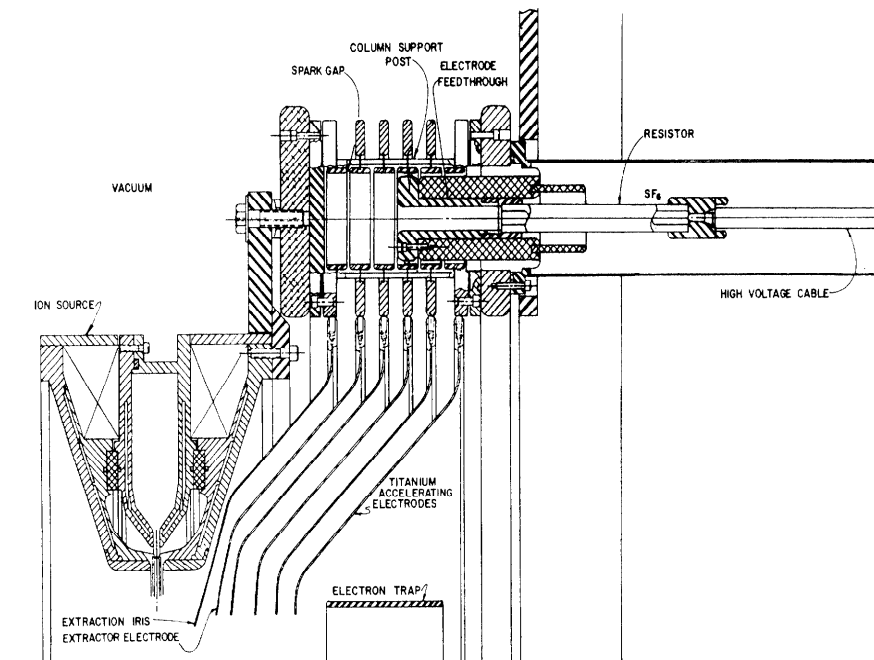 COLUMN SUPPORT
POST
SPARK GAP
ELECTRODE
FEEDTHROUGH
RESISTOR
VACUUM
SF₆
HIGH VOLTAGE CABLE
ION SOURCE
TITANIUM
ACCELERATING
ELECTRODES
ELECTRON TRAP
EXTRACTION IRIS
EXTRACTOR ELECTRODE